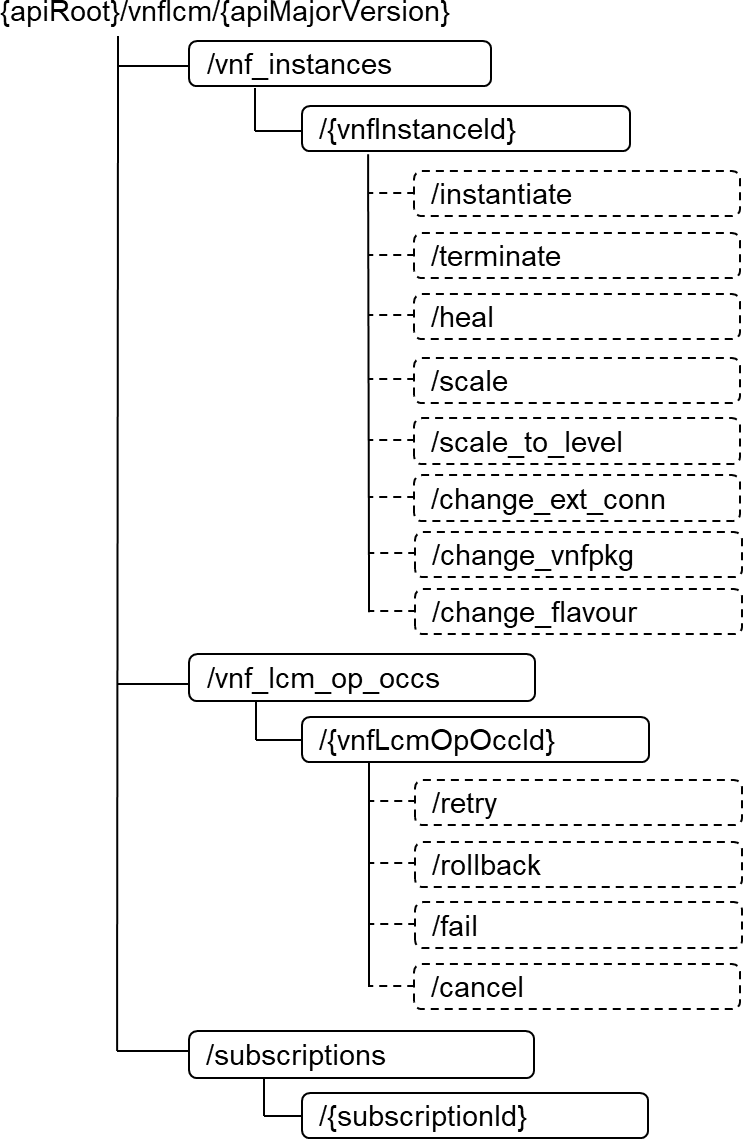 {apiRoot}/vnflcm/{apiMajorVersion}
/vnf_instances
/{vnfInstanceId}
/instantiate
/terminate
/heal
/scale
/scale_to_level
/change_ext_conn
/change_vnfpkg
/change_flavour
/vnf_lcm_op_occs
/{vnfLcmOpOccId}
/retry
/rollback
/fail
/cancel
/subscriptions
/{subscriptionId}